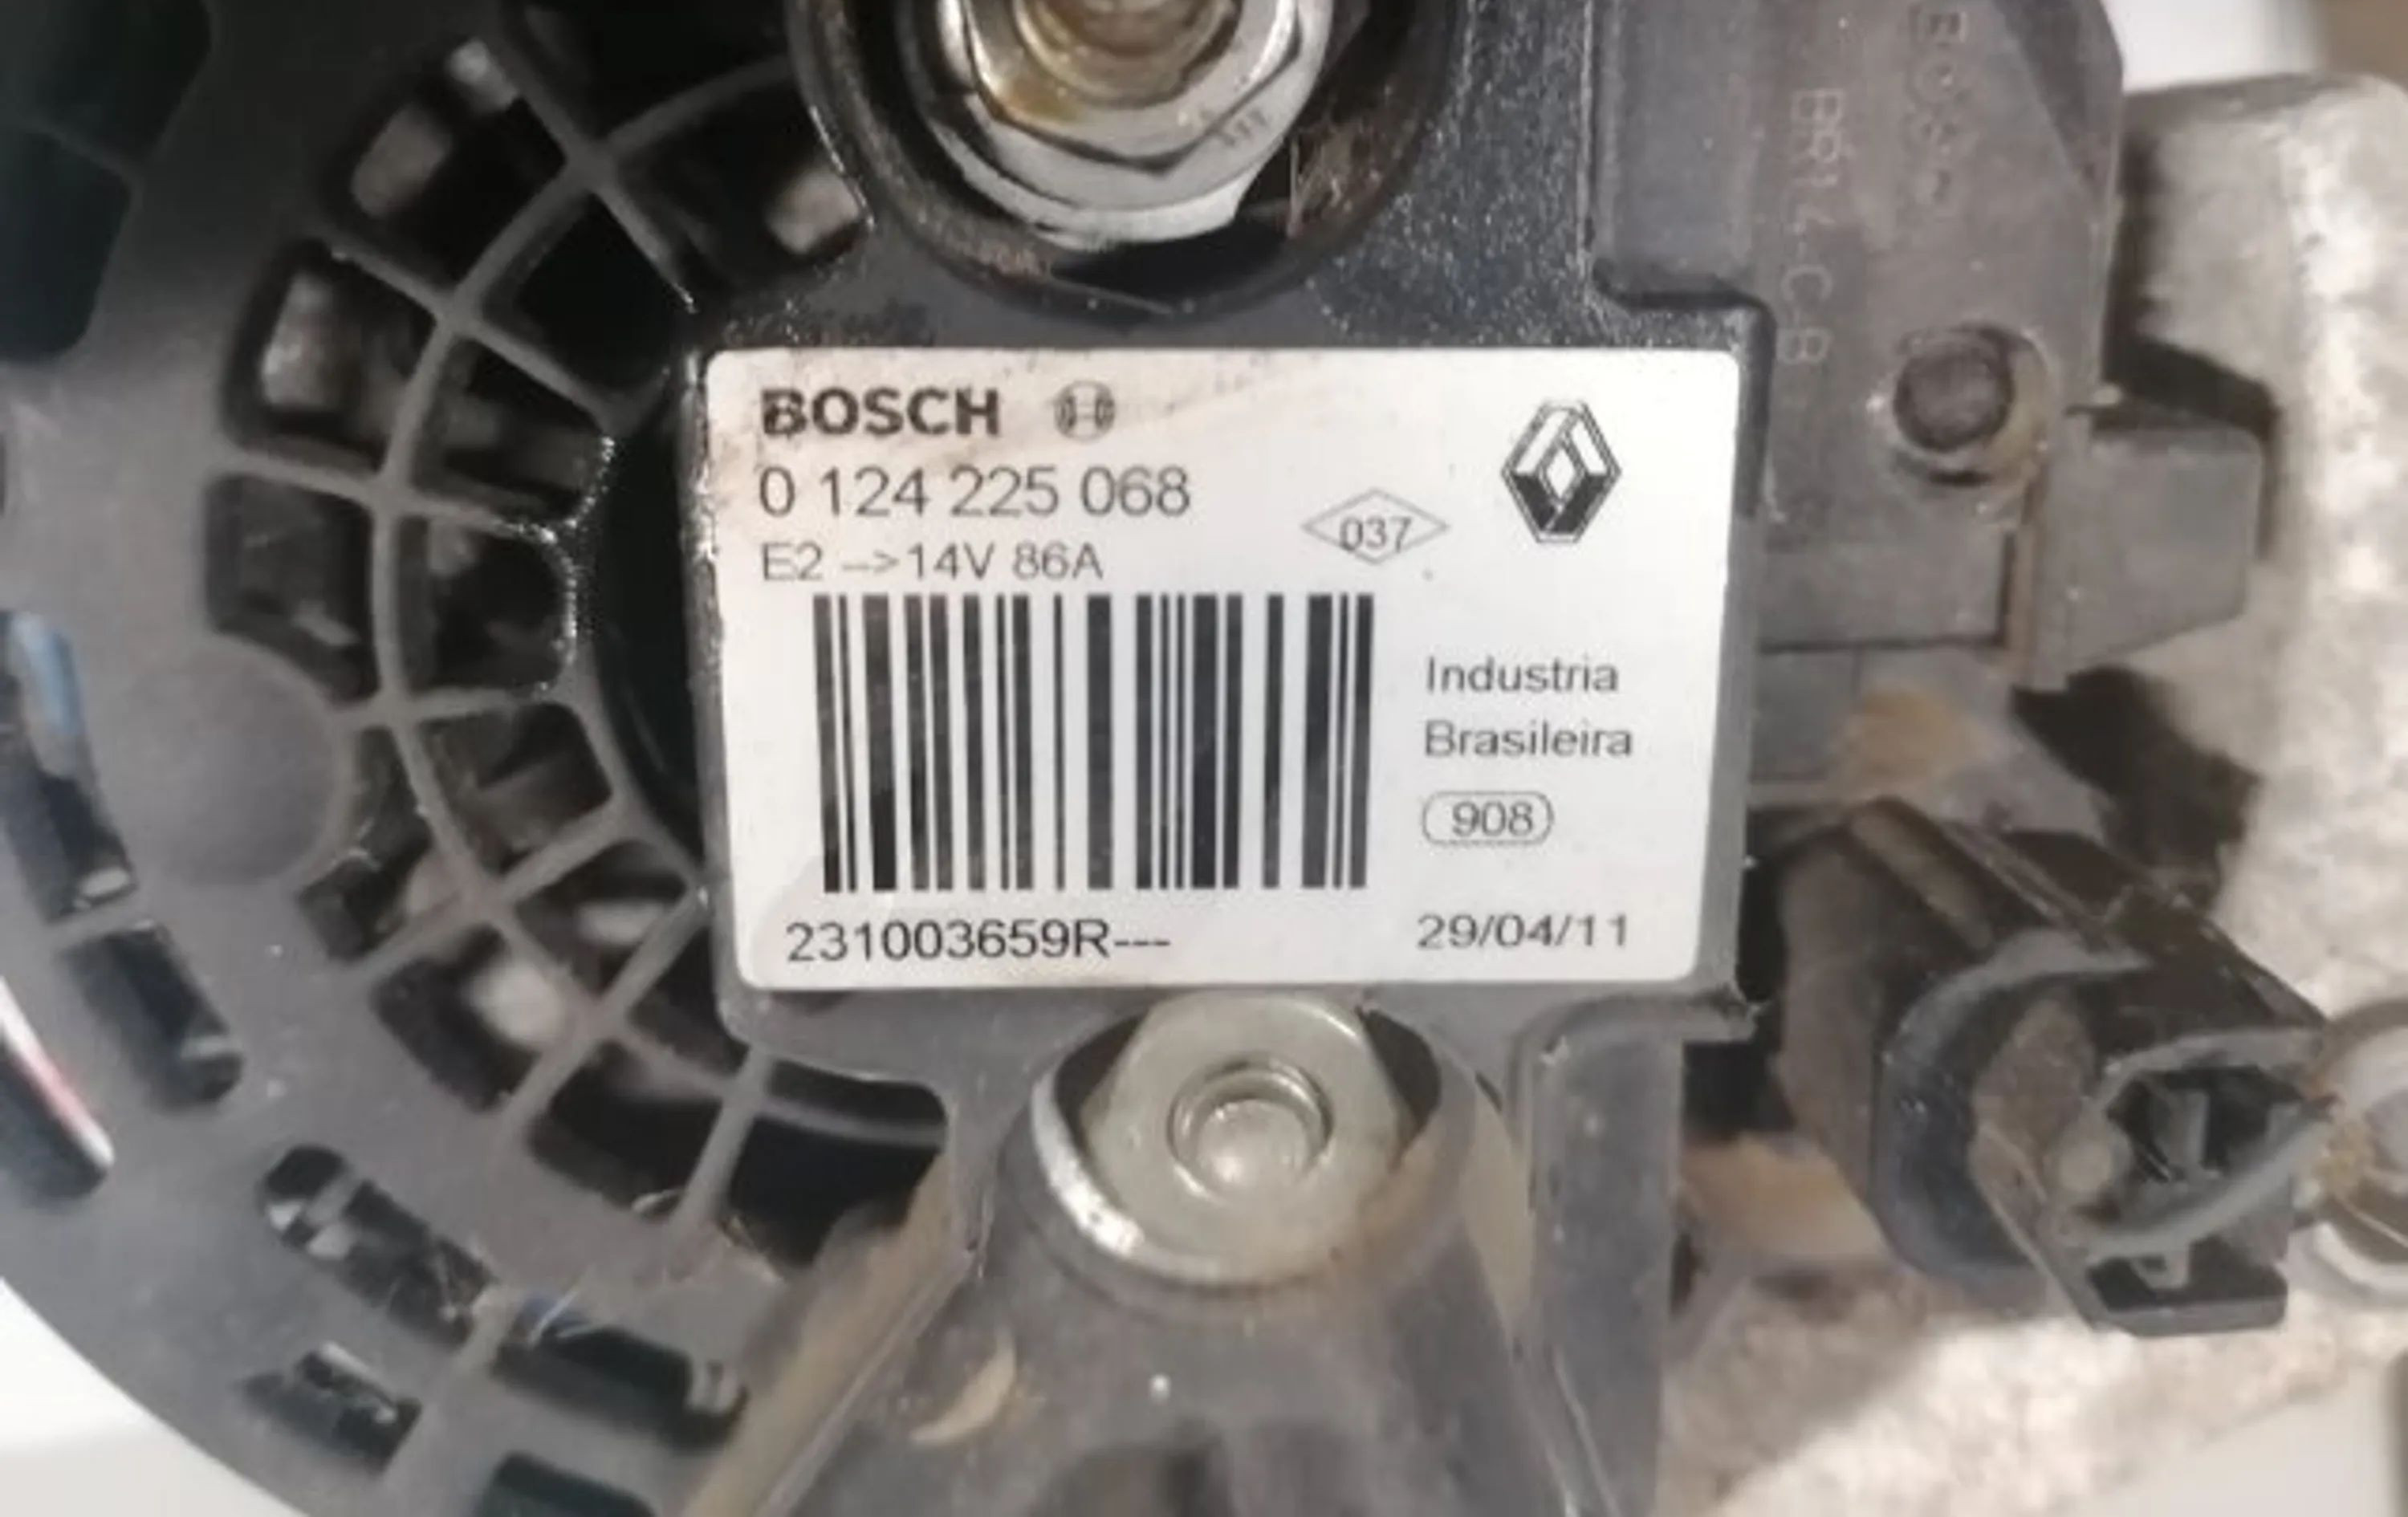 BOSCH
0 124 225 068
037
E2 -->14V 86A
Industria
Brasileira
908
231003659R---
29/04/11